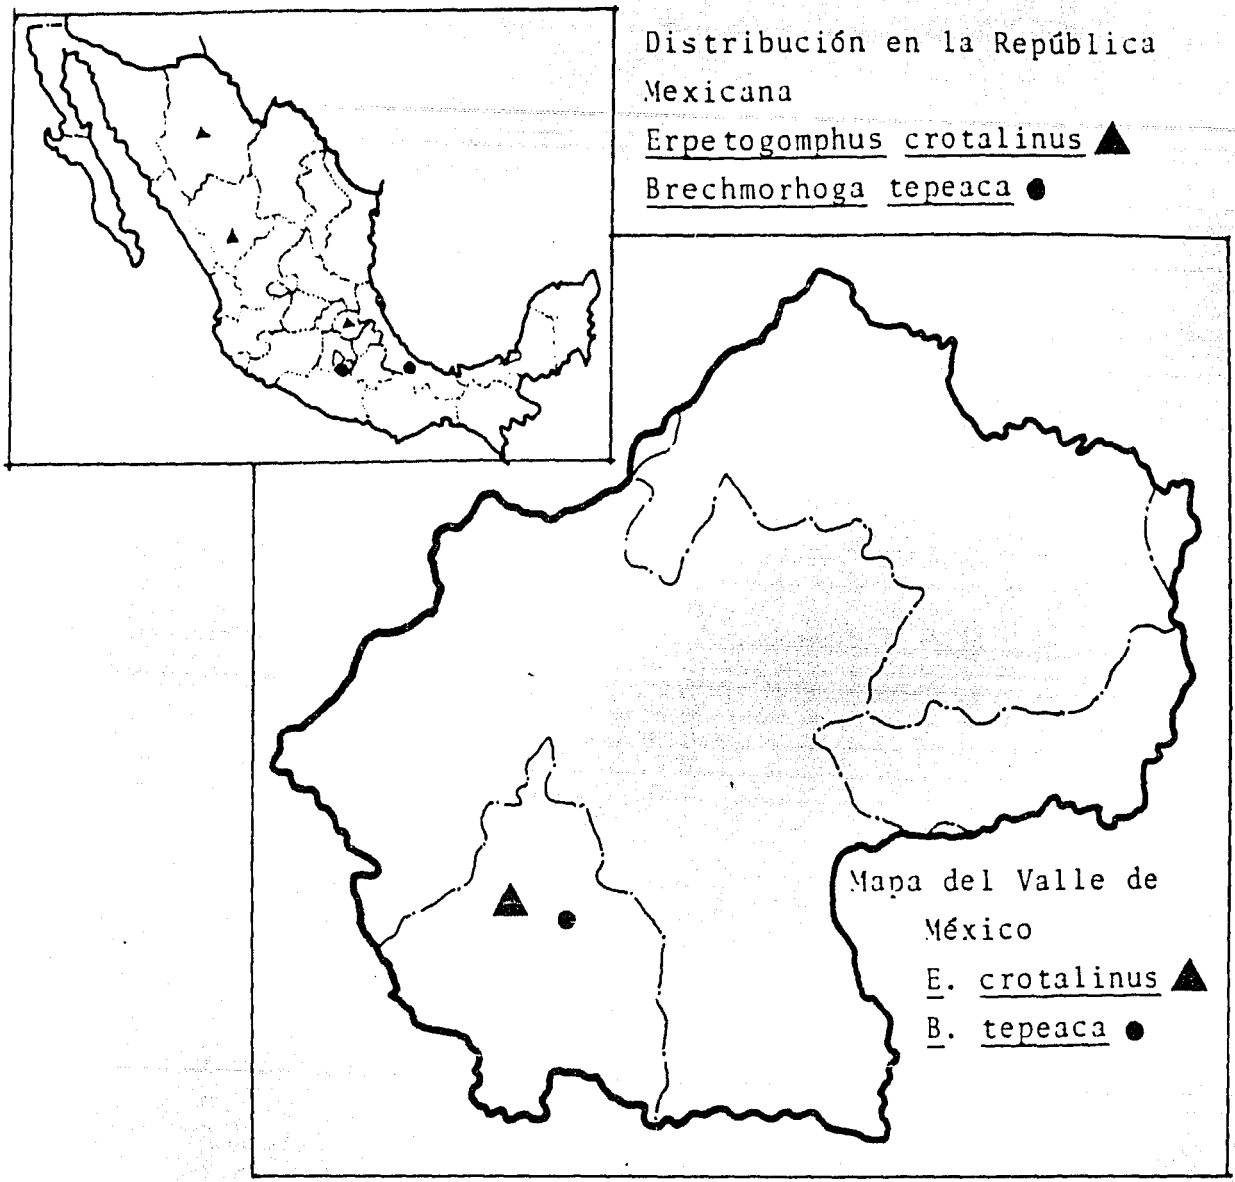 Distribución en la República
Mexicana
Erpetogomphus crotalinus
Brechmorhoga tepeaca
Mapa del Valle de
México
E. crotalinus
B. tepeaca